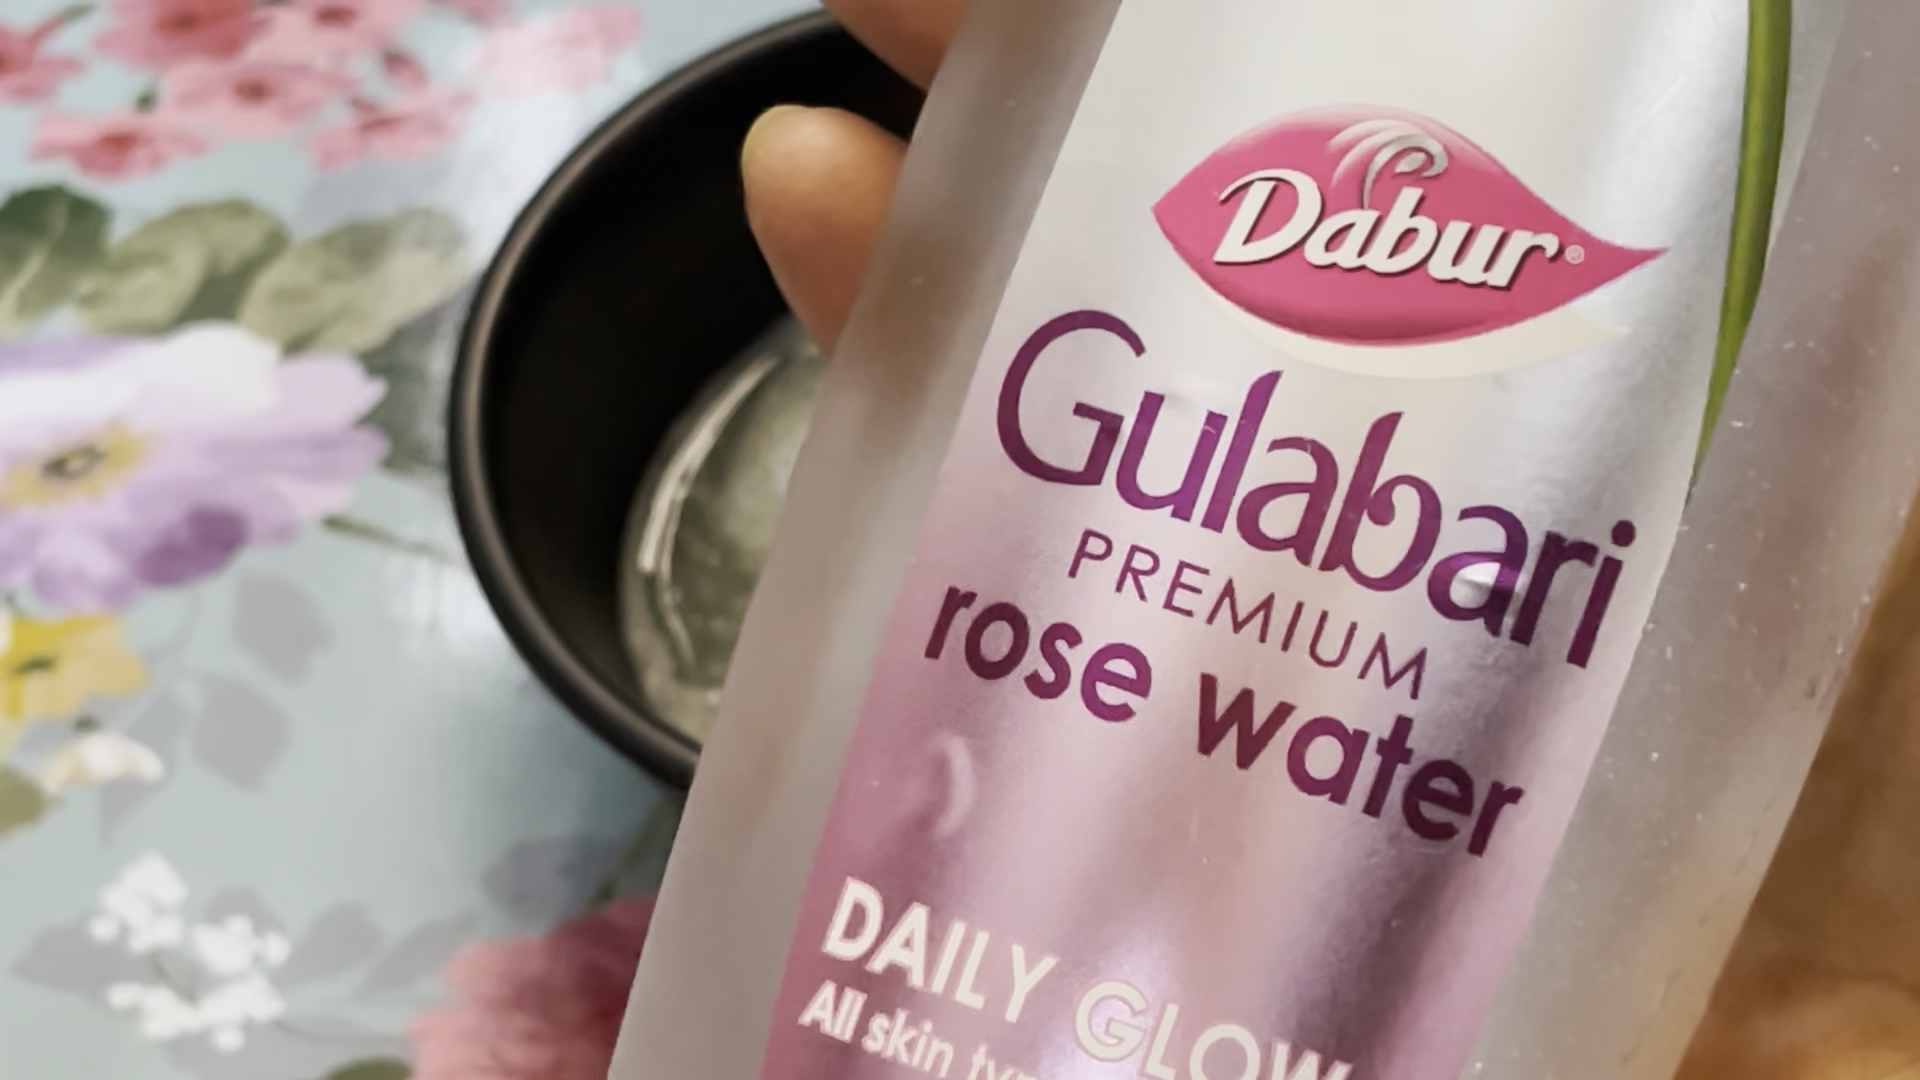 Dabur®
Gulabari
PREMIUM
rose water
DAILY GLOW
All skin